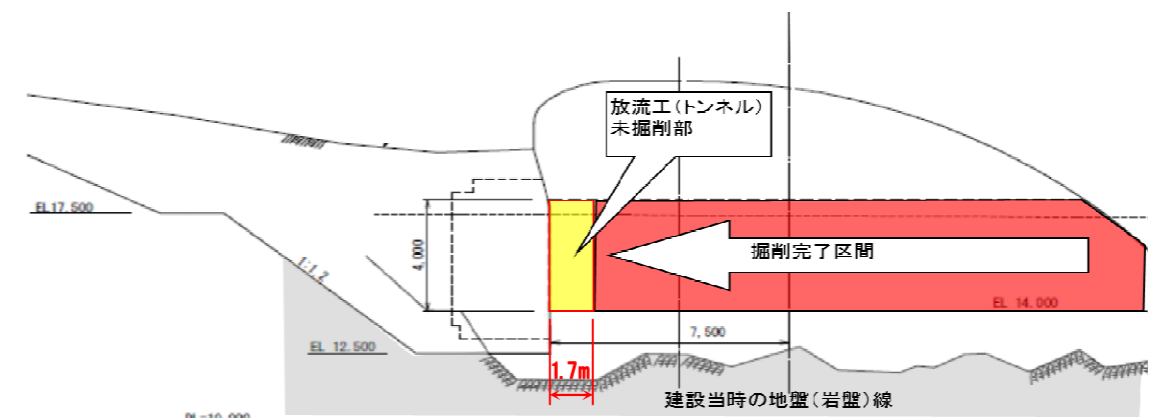 放流工(トンネル)
未掘削部
EL17.500
掘削完了区間
4,000
1:1.2
EL 14.000
7,500
EL 12.500
1.7m
建設当時の地盤(岩盤)線